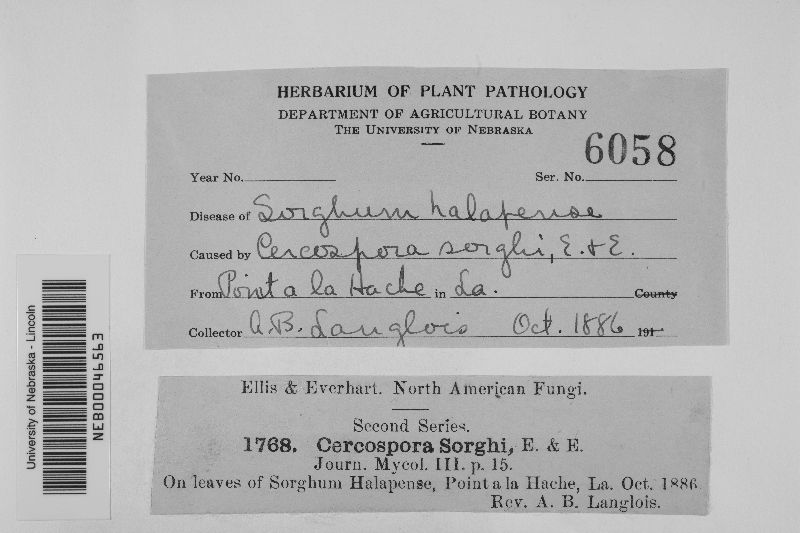 HERBARIUM OF PLANT PATHOLOGY
DEPARTMENT OF AGRICULTURAL BOTANY
THE UNIVERSITY OF NEBRASKA
6058
Year No. Ser. No.
Disease of Sorghum halapense
Caused by Cercospora sorghi, E. & E.
From Point a la Hache in La. County
Collector A.B. Langlois Oct. 1886 191
University of Nebraska - Lincoln
NEB00046563
Ellis & Everhart. North American Fungi.
Second Series.
1768. Cercospora Sorghi, E. & E.
Journ. Mycol. III. p. 15.
On leaves of Sorghum Halapense, Point a la Hache, La. Oct. 1886
Rev. A. B. Langlois.